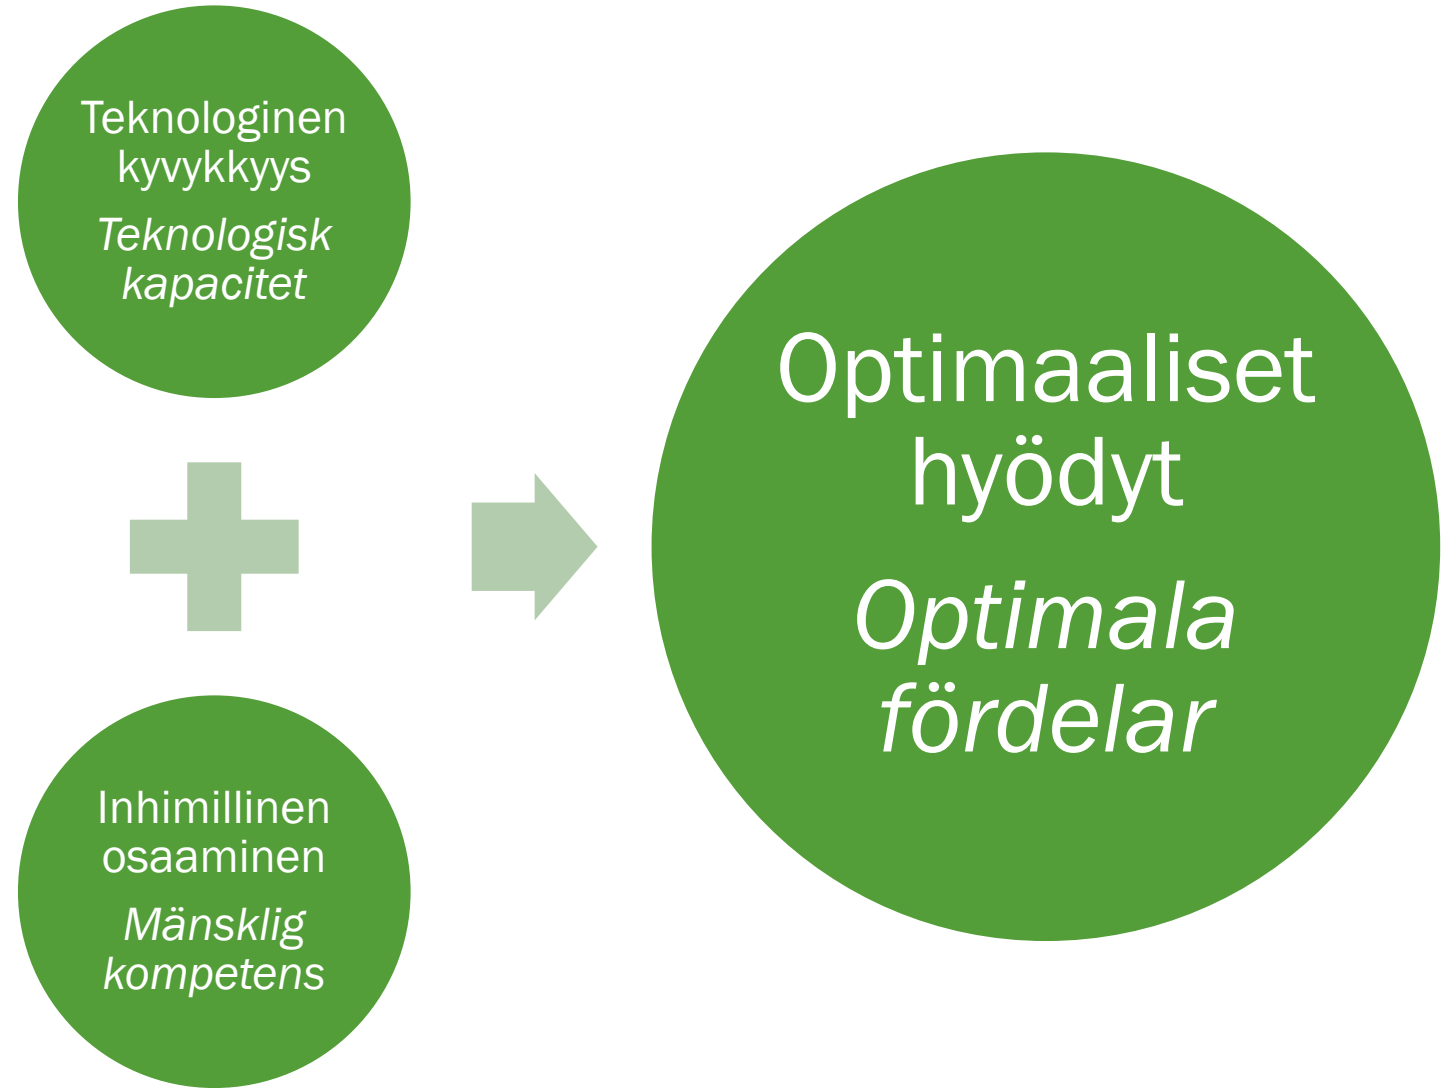 Teknologinen
kyvykkyys
Teknologisk
kapacitet
Inhimillinen
osaaminen
Mänsklig
kompetens
Optimaaliset
hyödyt
Optimala
fördelar